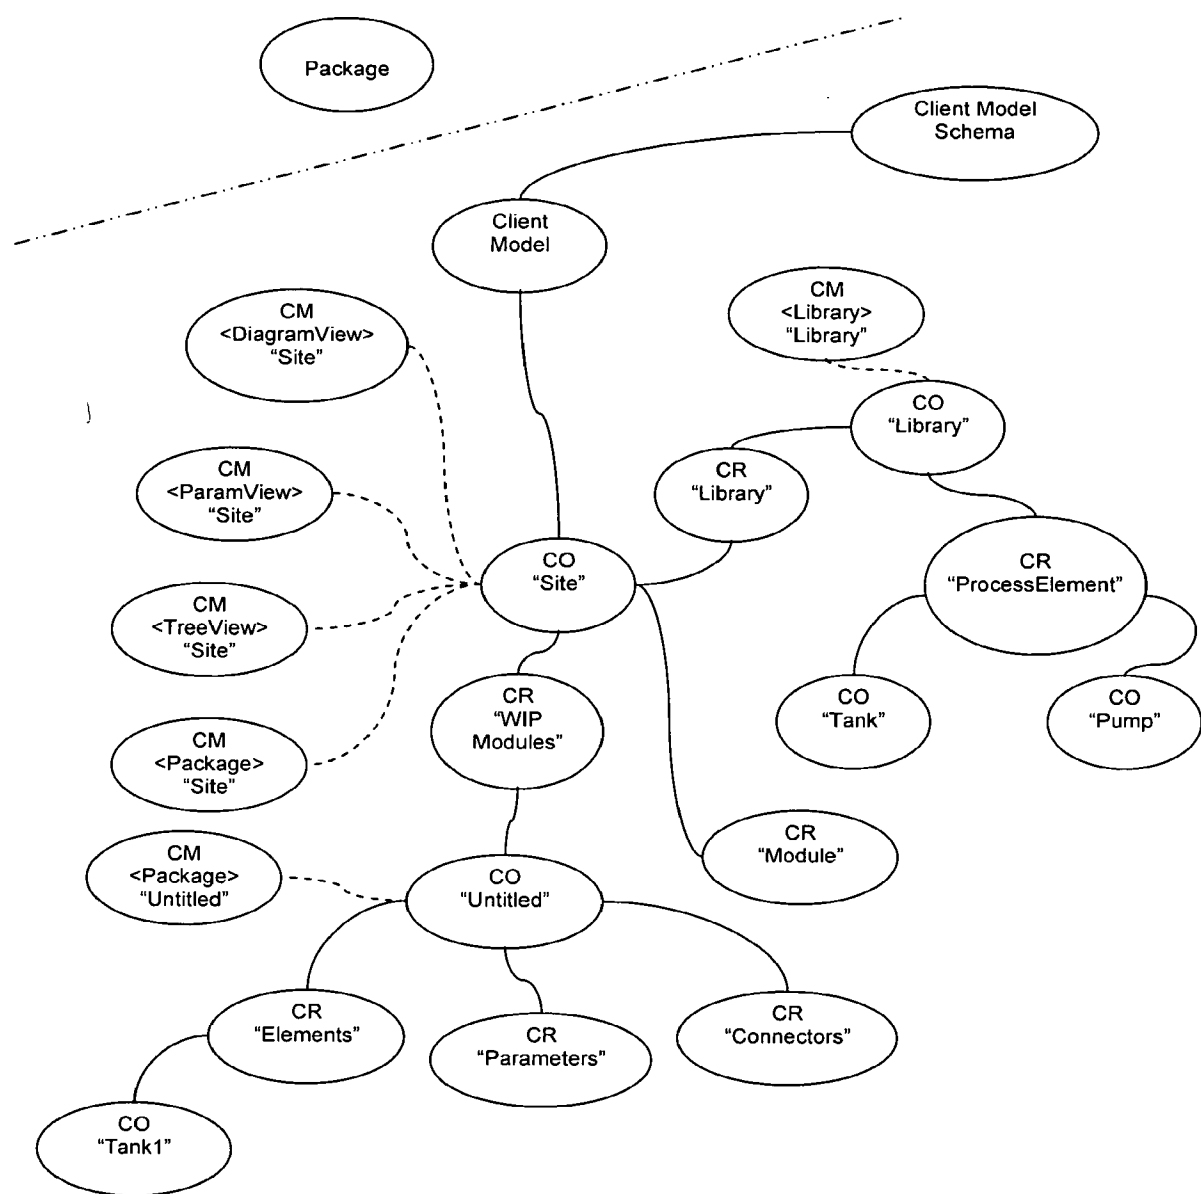 Package
Client Model
Schema
Client
Model
CM
<DiagramView>
“Site”
CM
<Library>
“Library”
CO
“Library”
CM
<ParamView>
“Site”
CR
“Library”
CO
“Site”
CR
“ProcessElement”
CM
<TreeView>
“Site”
CR
“WIP
Modules”
CO
“Tank”
CO
“Pump”
CM
<Package>
“Site”
CR
“Module”
CM
<Package>
“Untitled”
CO
“Untitled”
CR
“Elements”
CR
“Parameters”
CR
“Connectors”
CO
“Tank1”